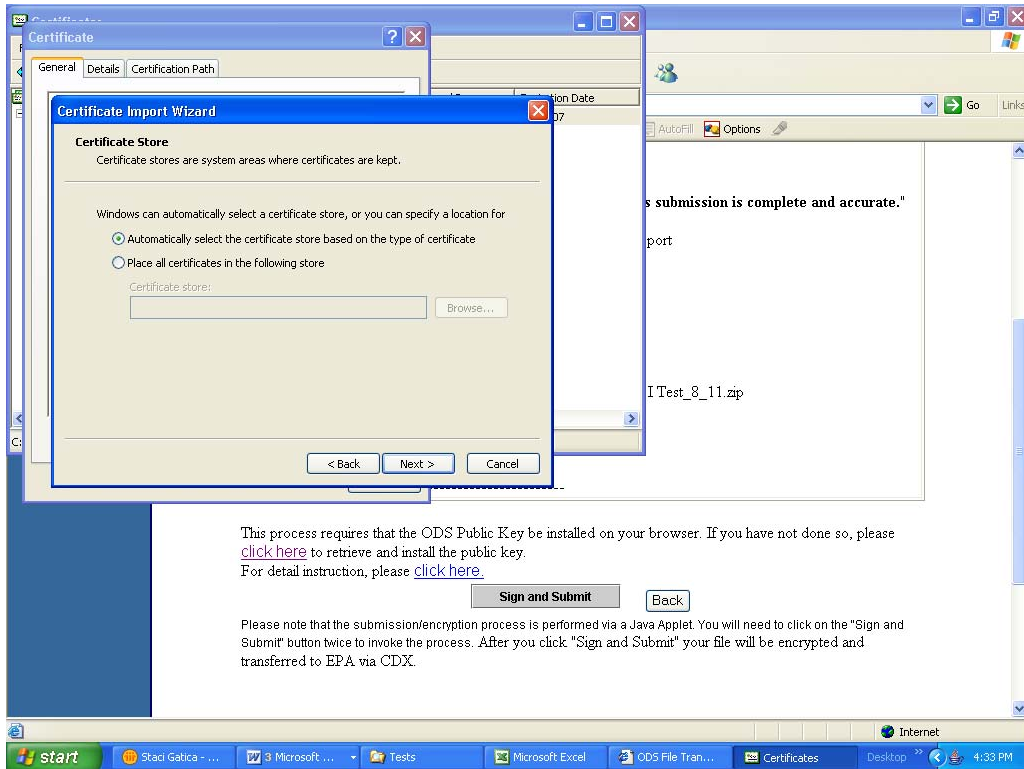 Certificate
General Details Certification Path
Certificate Import Wizard
Certificate Store
Certificate stores are system areas where certificates are kept.
Windows can automatically select a certificate store, or you can specify a location for
Automatically select the certificate store based on the type of certificate
Place all certificates in the following store
Certificate store:
Browse...
< Back Next > Cancel
Date
07
Go Links
AutoFill Options
s submission is complete and accurate."
port
I Test_8_11.zip
This process requires that the ODS Public Key be installed on your browser. If you have not done so, please
click here to retrieve and install the public key.
For detail instruction, please click here.
Sign and Submit Back
Please note that the submission/encryption process is performed via a Java Applet. You will need to click on the "Sign and
Submit" button twice to invoke the process. After you click "Sign and Submit" your file will be encrypted and
transferred to EPA via CDX.
Internet
start Staci Gatica - ... 3 Microsoft ... Tests Microsoft Excel ODS File Tran... Certificates Desktop » 4:33 PM